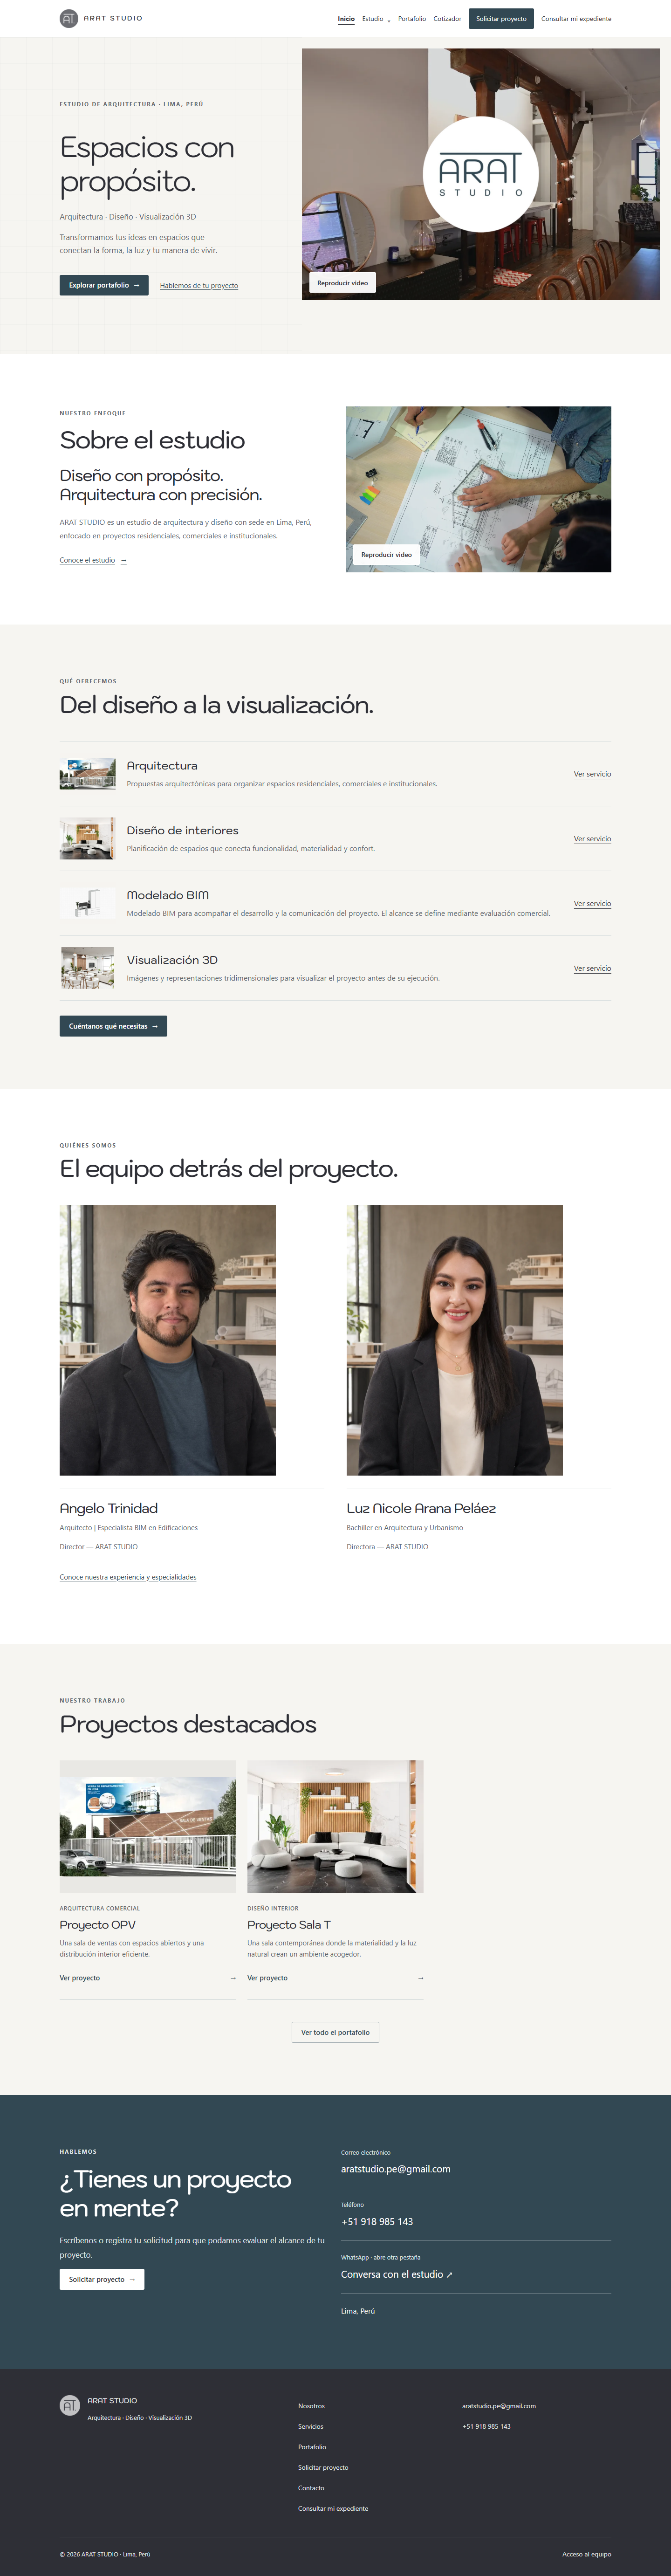 ARAT STUDIO
Inicio Estudio Portafolio Cotizador Solicitar proyecto Consultar mi expediente
ESTUDIO DE ARQUITECTURA · LIMA, PERÚ
Espacios con
propósito.
Arquitectura · Diseño · Visualización 3D
Transformamos tus ideas en espacios que
conectan la forma, la luz y tu manera de vivir.
Explorar portafolio →
Hablemos de tu proyecto
ARAT
STUDIO
Reproducir video
NUESTRO ENFOQUE
Sobre el estudio
Diseño con propósito.
Arquitectura con precisión.
ARAT STUDIO es un estudio de arquitectura y diseño con sede en Lima, Perú,
enfocado en proyectos residenciales, comerciales e institucionales.
Conoce el estudio →
Reproducir video
QUÉ OFRECEMOS
Del diseño a la visualización.
Arquitectura
Propuestas arquitectónicas para organizar espacios residenciales, comerciales e institucionales.
Ver servicio
Diseño de interiores
Planificación de espacios que conecta funcionalidad, materialidad y confort.
Ver servicio
Modelado BIM
Modelado BIM para acompañar el desarrollo y la comunicación del proyecto. El alcance se define mediante evaluación comercial.
Ver servicio
Visualización 3D
Imágenes y representaciones tridimensionales para visualizar el proyecto antes de su ejecución.
Ver servicio
Cuéntanos qué necesitas →
QUIÉNES SOMOS
El equipo detrás del proyecto.
Angelo Trinidad
Arquitecto | Especialista BIM en Edificaciones
Director — ARAT STUDIO
Luz Nicole Arana Peláez
Bachiller en Arquitectura y Urbanismo
Directora — ARAT STUDIO
Conoce nuestra experiencia y especialidades
NUESTRO TRABAJO
Proyectos destacados
SALA DE VENTAS
ARQUITECTURA COMERCIAL
Proyecto OPV
Una sala de ventas con espacios abiertos y una
distribución interior eficiente.
Ver proyecto →
DISEÑO INTERIOR
Proyecto Sala T
Una sala contemporánea donde la materialidad y la luz
natural crean un ambiente acogedor.
Ver proyecto →
Ver todo el portafolio
HABLEMOS
¿Tienes un proyecto
en mente?
Escríbenos o registra tu solicitud para que podamos evaluar el alcance de tu
proyecto.
Solicitar proyecto →
Correo electrónico
aratstudio.pe@gmail.com
Teléfono
+51 918 985 143
WhatsApp · abre otra pestaña
Conversa con el estudio ↗
Lima, Perú
ARAT STUDIO
Arquitectura · Diseño · Visualización 3D
Nosotros
Servicios
Portafolio
Solicitar proyecto
Contacto
Consultar mi expediente
aratstudio.pe@gmail.com
+51 918 985 143
© 2026 ARAT STUDIO · Lima, Perú
Acceso al equipo